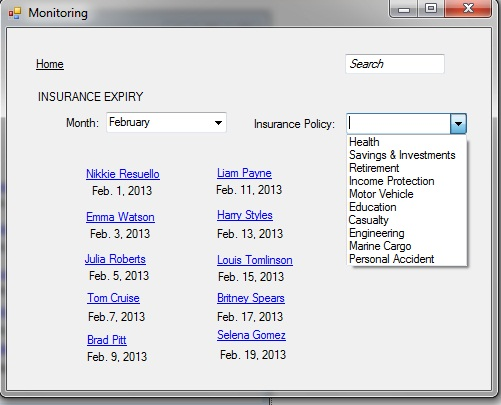 Monitoring
Home
Search
INSURANCE EXPIRY
Month: February Insurance Policy:
Health
Savings & Investments
Retirement
Income Protection
Motor Vehicle
Education
Casualty
Engineering
Marine Cargo
Personal Accident
Nikkie Resuello
Feb. 1, 2013
Emma Watson
Feb. 3, 2013
Julia Roberts
Feb. 5, 2013
Tom Cruise
Feb.7, 2013
Brad Pitt
Feb. 9, 2013
Liam Payne
Feb. 11, 2013
Harry Styles
Feb. 13, 2013
Louis Tomlinson
Feb. 15, 2013
Britney Spears
Feb. 17, 2013
Selena Gomez
Feb. 19, 2013